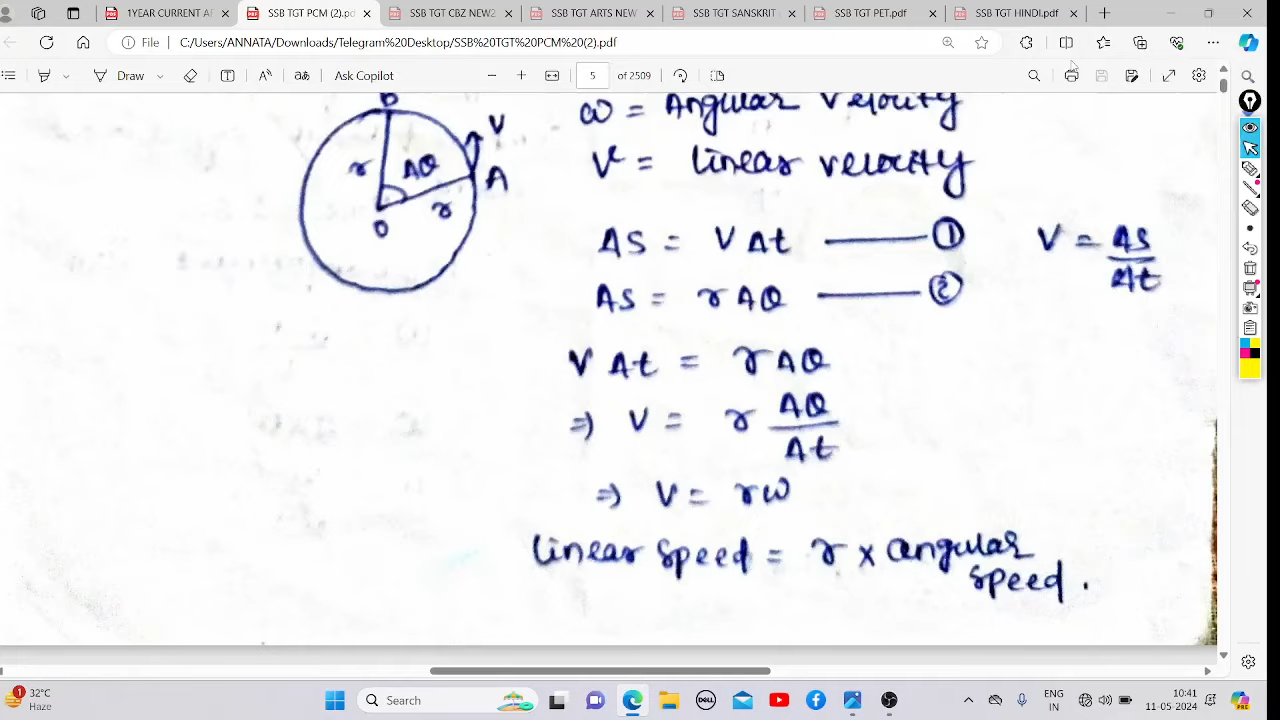 1YEAR CURRENT AF
SSB TGT PCM (2).pd
SSB TGT CBZ NEW2
SSB TGT ARTS NEW
SSB TGT SANSKRIT
SSB TGT PET.pdf
SSB TGT HINDI.pdf
File C:/Users/ANNATA/Downloads/Telegram%20Desktop/SSB%20TGT%20PCM%20(2).pdf
Draw
Ask Copilot
5 of 2509
ω = Angular Velocity
V = linear velocity
B
V
r Δθ
A
r
O
ΔS = V Δt ——— ①
V = ΔS / Δt
ΔS = r Δθ ——— ②
V Δt = r Δθ
⇒ V = r Δθ / Δt
⇒ V = rω
linear speed = r × angular
speed.
1
32°C
Haze
Search
ENG
IN
10:41
11-05-2024